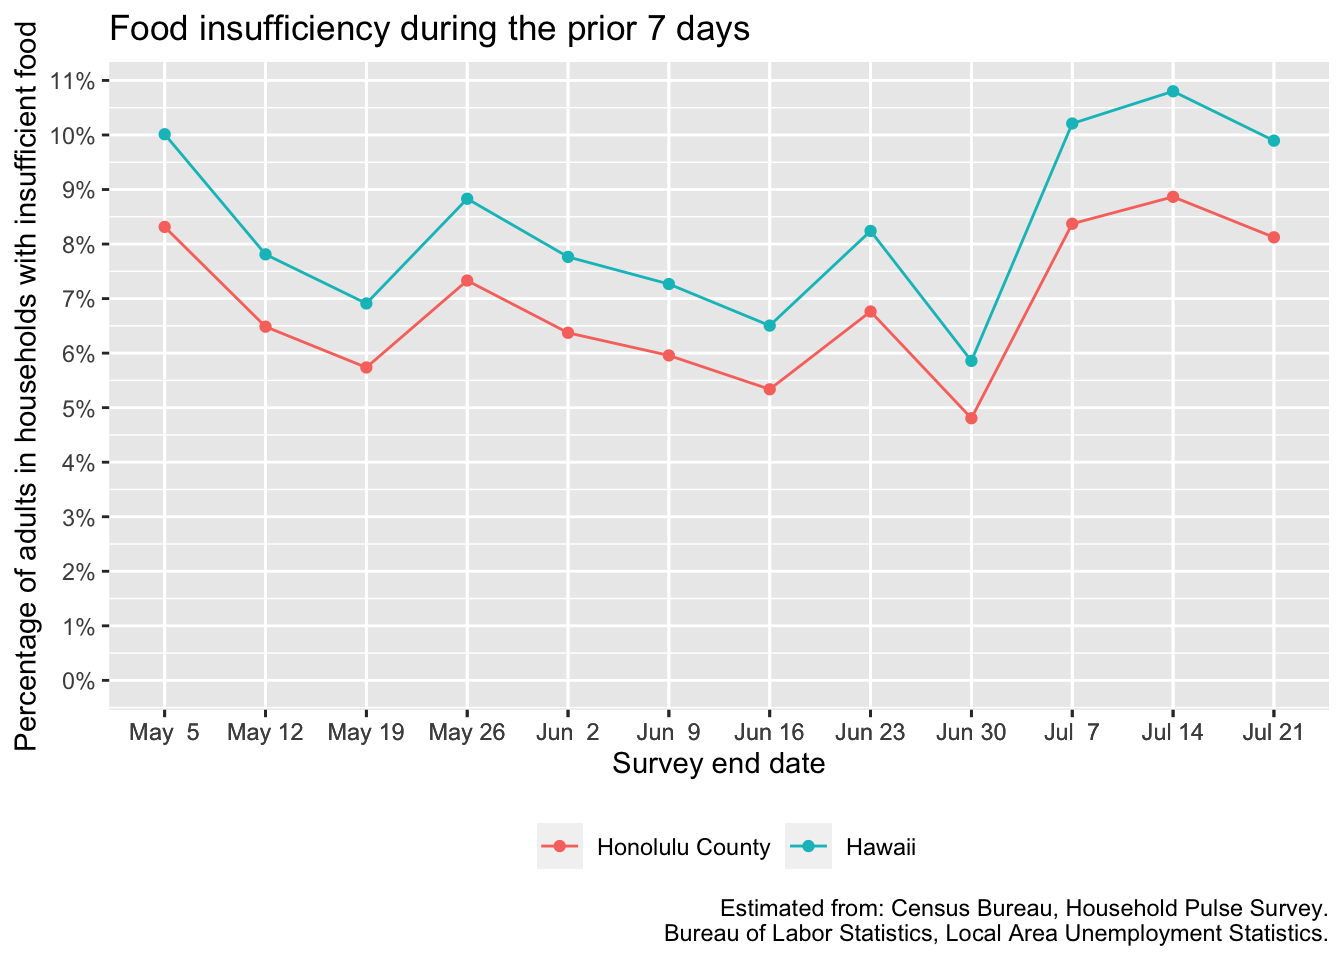 Food insufficiency during the prior 7 days
Percentage of adults in households with insufficient food
11%
10%
9%
8%
7%
6%
5%
4%
3%
2%
1%
0%
May 5 May 12 May 19 May 26 Jun 2 Jun 9 Jun 16 Jun 23 Jun 30 Jul 7 Jul 14 Jul 21
Survey end date
Honolulu County Hawaii
Estimated from: Census Bureau, Household Pulse Survey.
Bureau of Labor Statistics, Local Area Unemployment Statistics.